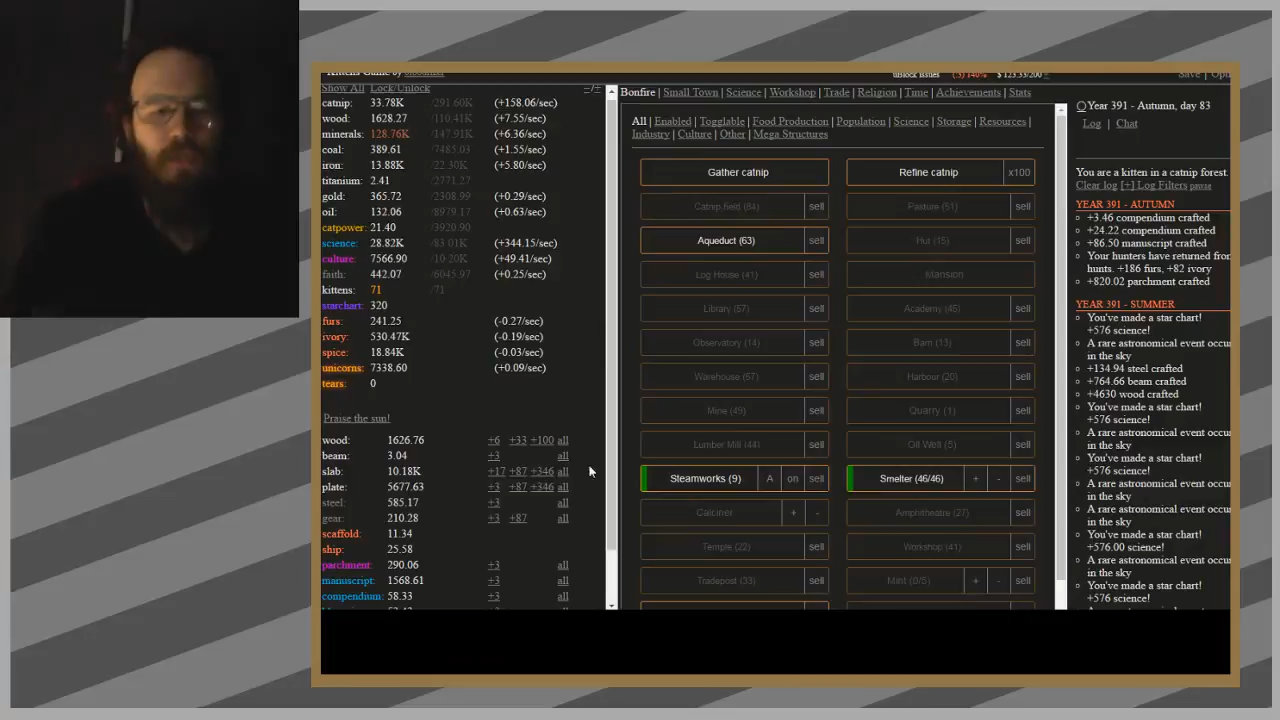 Kittens Game by
Show All Lock/Unlock -/+
catnip: 33.78K /291.60K (+158.06/sec)
wood: 1628.27 /110.41K (+7.55/sec)
minerals: 128.76K /147.91K (+6.36/sec)
coal: 389.61 /7485.03 (+1.55/sec)
iron: 13.88K /22.30K (+5.80/sec)
titanium: 2.41 /2771.27
gold: 365.72 /2308.99 (+0.29/sec)
oil: 132.06 /8979.17 (+0.63/sec)
catpower: 21.40 /3920.90
science: 28.82K /83.01K (+344.15/sec)
culture: 7566.90 /10.20K (+49.41/sec)
faith: 442.07 /6045.97 (+0.25/sec)
kittens: 71 /71
starchart: 320
furs: 241.25 (-0.27/sec)
ivory: 530.47K (-0.19/sec)
spice: 18.84K (-0.03/sec)
unicorns: 7338.60 (+0.09/sec)
tears: 0
Praise the sun!
wood: 1626.76 +6 +33 +100 all
beam: 3.04 +3
slab: 10.18K +17 +87 +346 all
plate: 5677.63 +3 +87 +346 all
steel: 585.17 +3 all
gear: 210.28 +3 +87 all
scaffold: 11.34
ship: 25.58
parchment: 290.06 +3 all
manuscript: 1568.61 +3 all
compendium: 58.33 +3 all
Bonfire | Small Town | Science | Workshop | Trade | Religion | Time | Achievements | Stats
All | Enabled | Togglable | Food Production | Population | Science | Storage | Resources |
Industry | Culture | Other | Mega Structures
Gather catnip Refine catnip x100
Catnip field (64) sell Pasture (51) sell
Aqueduct (63) sell Hut (15) sell
Log House (41) sell Mansion
Library (57) sell Academy (45) sell
Observatory (14) sell Barn (13) sell
Warehouse (67) sell Harbour (20) sell
Mine (49) sell Quarry (1) sell
Lumber Mill (44) sell Oil Well (5) sell
Steamworks (9) A on sell Smelter (46/46) + - sell
Calciner + - Amphitheatre (27) sell
Temple (22) sell Workshop (41) sell
Tradepost (33) sell Mint (0/5) + - sell
Year 391 - Autumn, day 83
Log | Chat
You are a kitten in a catnip forest.
Clear log [+] Log Filters pause
YEAR 391 - AUTUMN
+3.46 compendium crafted
+24.22 compendium crafted
+86.50 manuscript crafted
Your hunters have returned from
hunts. +186 furs, +82 ivory
+820.02 parchment crafted
YEAR 391 - SUMMER
You've made a star chart!
+576 science!
A rare astronomical event occu
in the sky
+134.94 steel crafted
+764.66 beam crafted
+4630 wood crafted
You've made a star chart!
+576 science!
A rare astronomical event occu
in the sky
You've made a star chart!
+576 science!
A rare astronomical event occu
in the sky
A rare astronomical event occu
in the sky
You've made a star chart!
+576.00 science!
A rare astronomical event occu
in the sky
You've made a star chart!
+598 science!